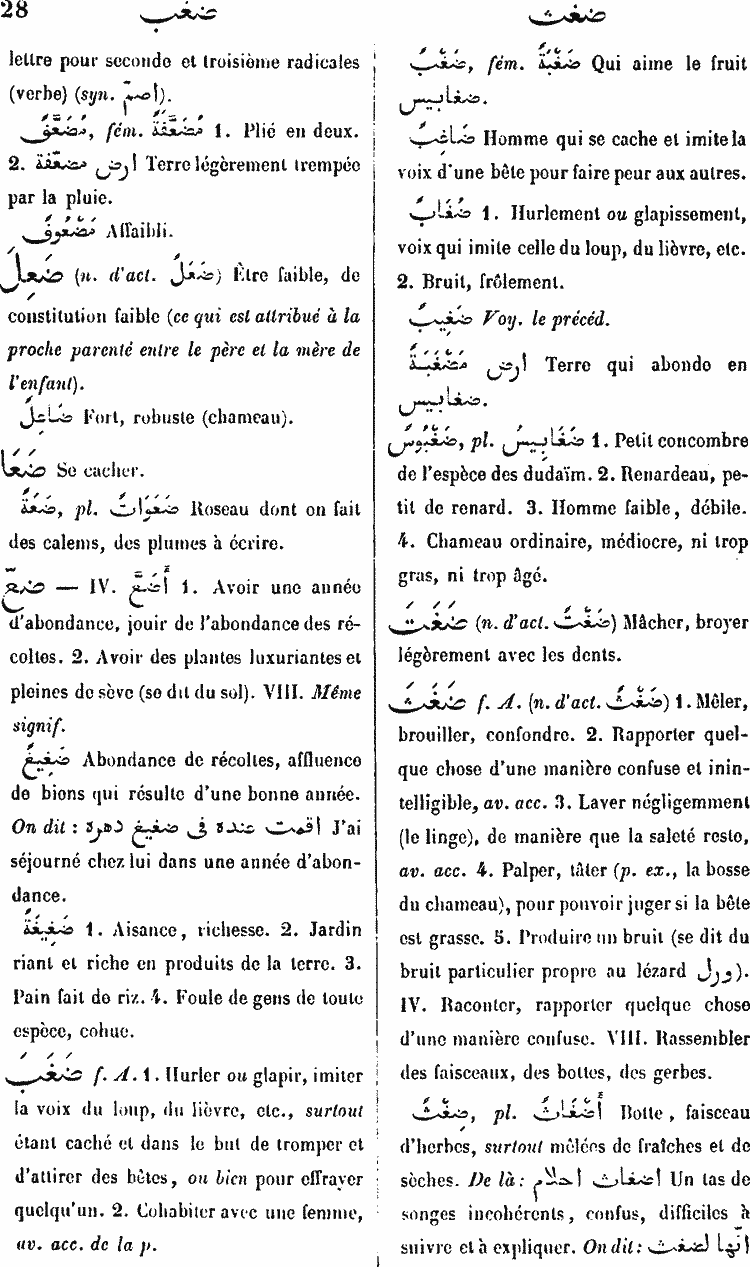 28
ضغب
ضغث
lettre pour seconde et troisième radicales
(verbe) (syn. اصمّ).
مُضَعَّفٌ, fém. مُضَعَّفَةٌ 1. Plié en deux.
2. ارض مضعّفة Terre légèrement trempée
par la pluie.
مَضْعُوفٌ Affaibli.
ضَعِلَ (n. d'act. ضَعَلٌ) Être faible, de
constitution faible (ce qui est attribué à la
proche parenté entre le père et la mère de
l'enfant).
ضَاعِلٌ Fort, robuste (chameau).
ضَعَا Se cacher.
ضَعَةٌ, pl. ضَعَوَاتٌ Roseau dont on fait
des calems, des plumes à écrire.
ضغّ — IV. أَضَغَّ 1. Avoir une année
d'abondance, jouir de l'abondance des ré-
coltes. 2. Avoir des plantes luxuriantes et
pleines de sève (se dit du sol). VIII. Même
signif.
ضَغِيغٌ Abondance de récoltes, affluence
de biens qui résulte d'une bonne année.
On dit : اقمت عنده فى ضغيغ دهره J'ai
séjourné chez lui dans une année d'abon-
dance.
ضَغِيغَةٌ 1. Aisance, richesse. 2. Jardin
riant et riche en produits de la terre. 3.
Pain fait de riz. 4. Foule de gens de toute
espèce, cohue.
ضَغَبَ f. A. 1. Hurler ou glapir, imiter
la voix du loup, du lièvre, etc., surtout
étant caché et dans le but de tromper et
d'attirer des bêtes, ou bien pour effrayer
quelqu'un. 2. Cohabiter avec une femme,
av. acc. de la p.
ضَغْبٌ, fém. ضَغْبَةٌ Qui aime le fruit
ضغابيس.
ضَاغِبٌ Homme qui se cache et imite la
voix d'une bête pour faire peur aux autres.
ضُغَابٌ 1. Hurlement ou glapissement,
voix qui imite celle du loup, du lièvre, etc.
2. Bruit, frôlement.
ضَغِيبٌ Voy. le précéd.
ارض مَضْغَبَةٌ Terre qui abonde en
ضغابيس.
ضُغْبُوسٌ, pl. ضَغَابِيسُ 1. Petit concombre
de l'espèce des dudaïm. 2. Renardeau, pe-
tit de renard. 3. Homme faible, débile.
4. Chameau ordinaire, médiocre, ni trop
gras, ni trop âgé.
ضَغَتَ (n. d'act. ضَغْتٌ) Mâcher, broyer
légèrement avec les dents.
ضَغَثَ f. A. (n. d'act. ضَغْثٌ) 1. Mêler,
brouiller, confondre. 2. Rapporter quel-
que chose d'une manière confuse et inin-
telligible, av. acc. 3. Laver négligemment
(le linge), de manière que la saleté reste,
av. acc. 4. Palper, tâter (p. ex., la bosse
du chameau), pour pouvoir juger si la bête
est grasse. 5. Produire un bruit (se dit du
bruit particulier propre au lézard ورل).
IV. Raconter, rapporter quelque chose
d'une manière confuse. VIII. Rassembler
des faisceaux, des bottes, des gerbes.
ضِغْثٌ, pl. أَضْغَاثٌ Botte, faisceau
d'herbes, surtout mêlées de fraîches et de
sèches. De là : اضغاث احلام Un tas de
songes incohérents, confus, difficiles à
suivre et à expliquer. On dit : انّها لضغث